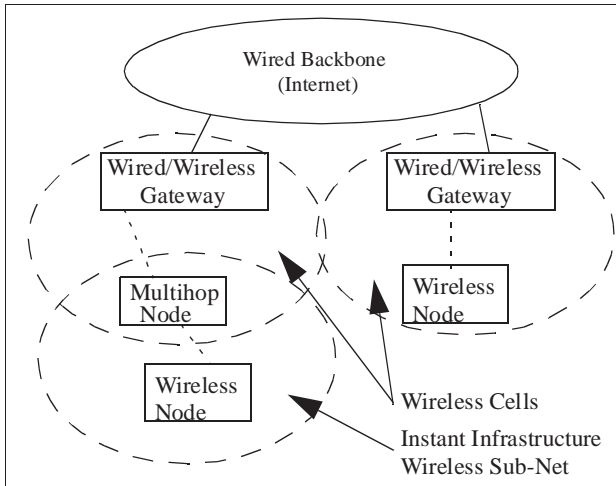 Wired Backbone
(Internet)
Wired/Wireless
Gateway
Wired/Wireless
Gateway
Multihop
Node
Wireless
Node
Wireless
Node
Wireless Cells
Instant Infrastructure
Wireless Sub-Net